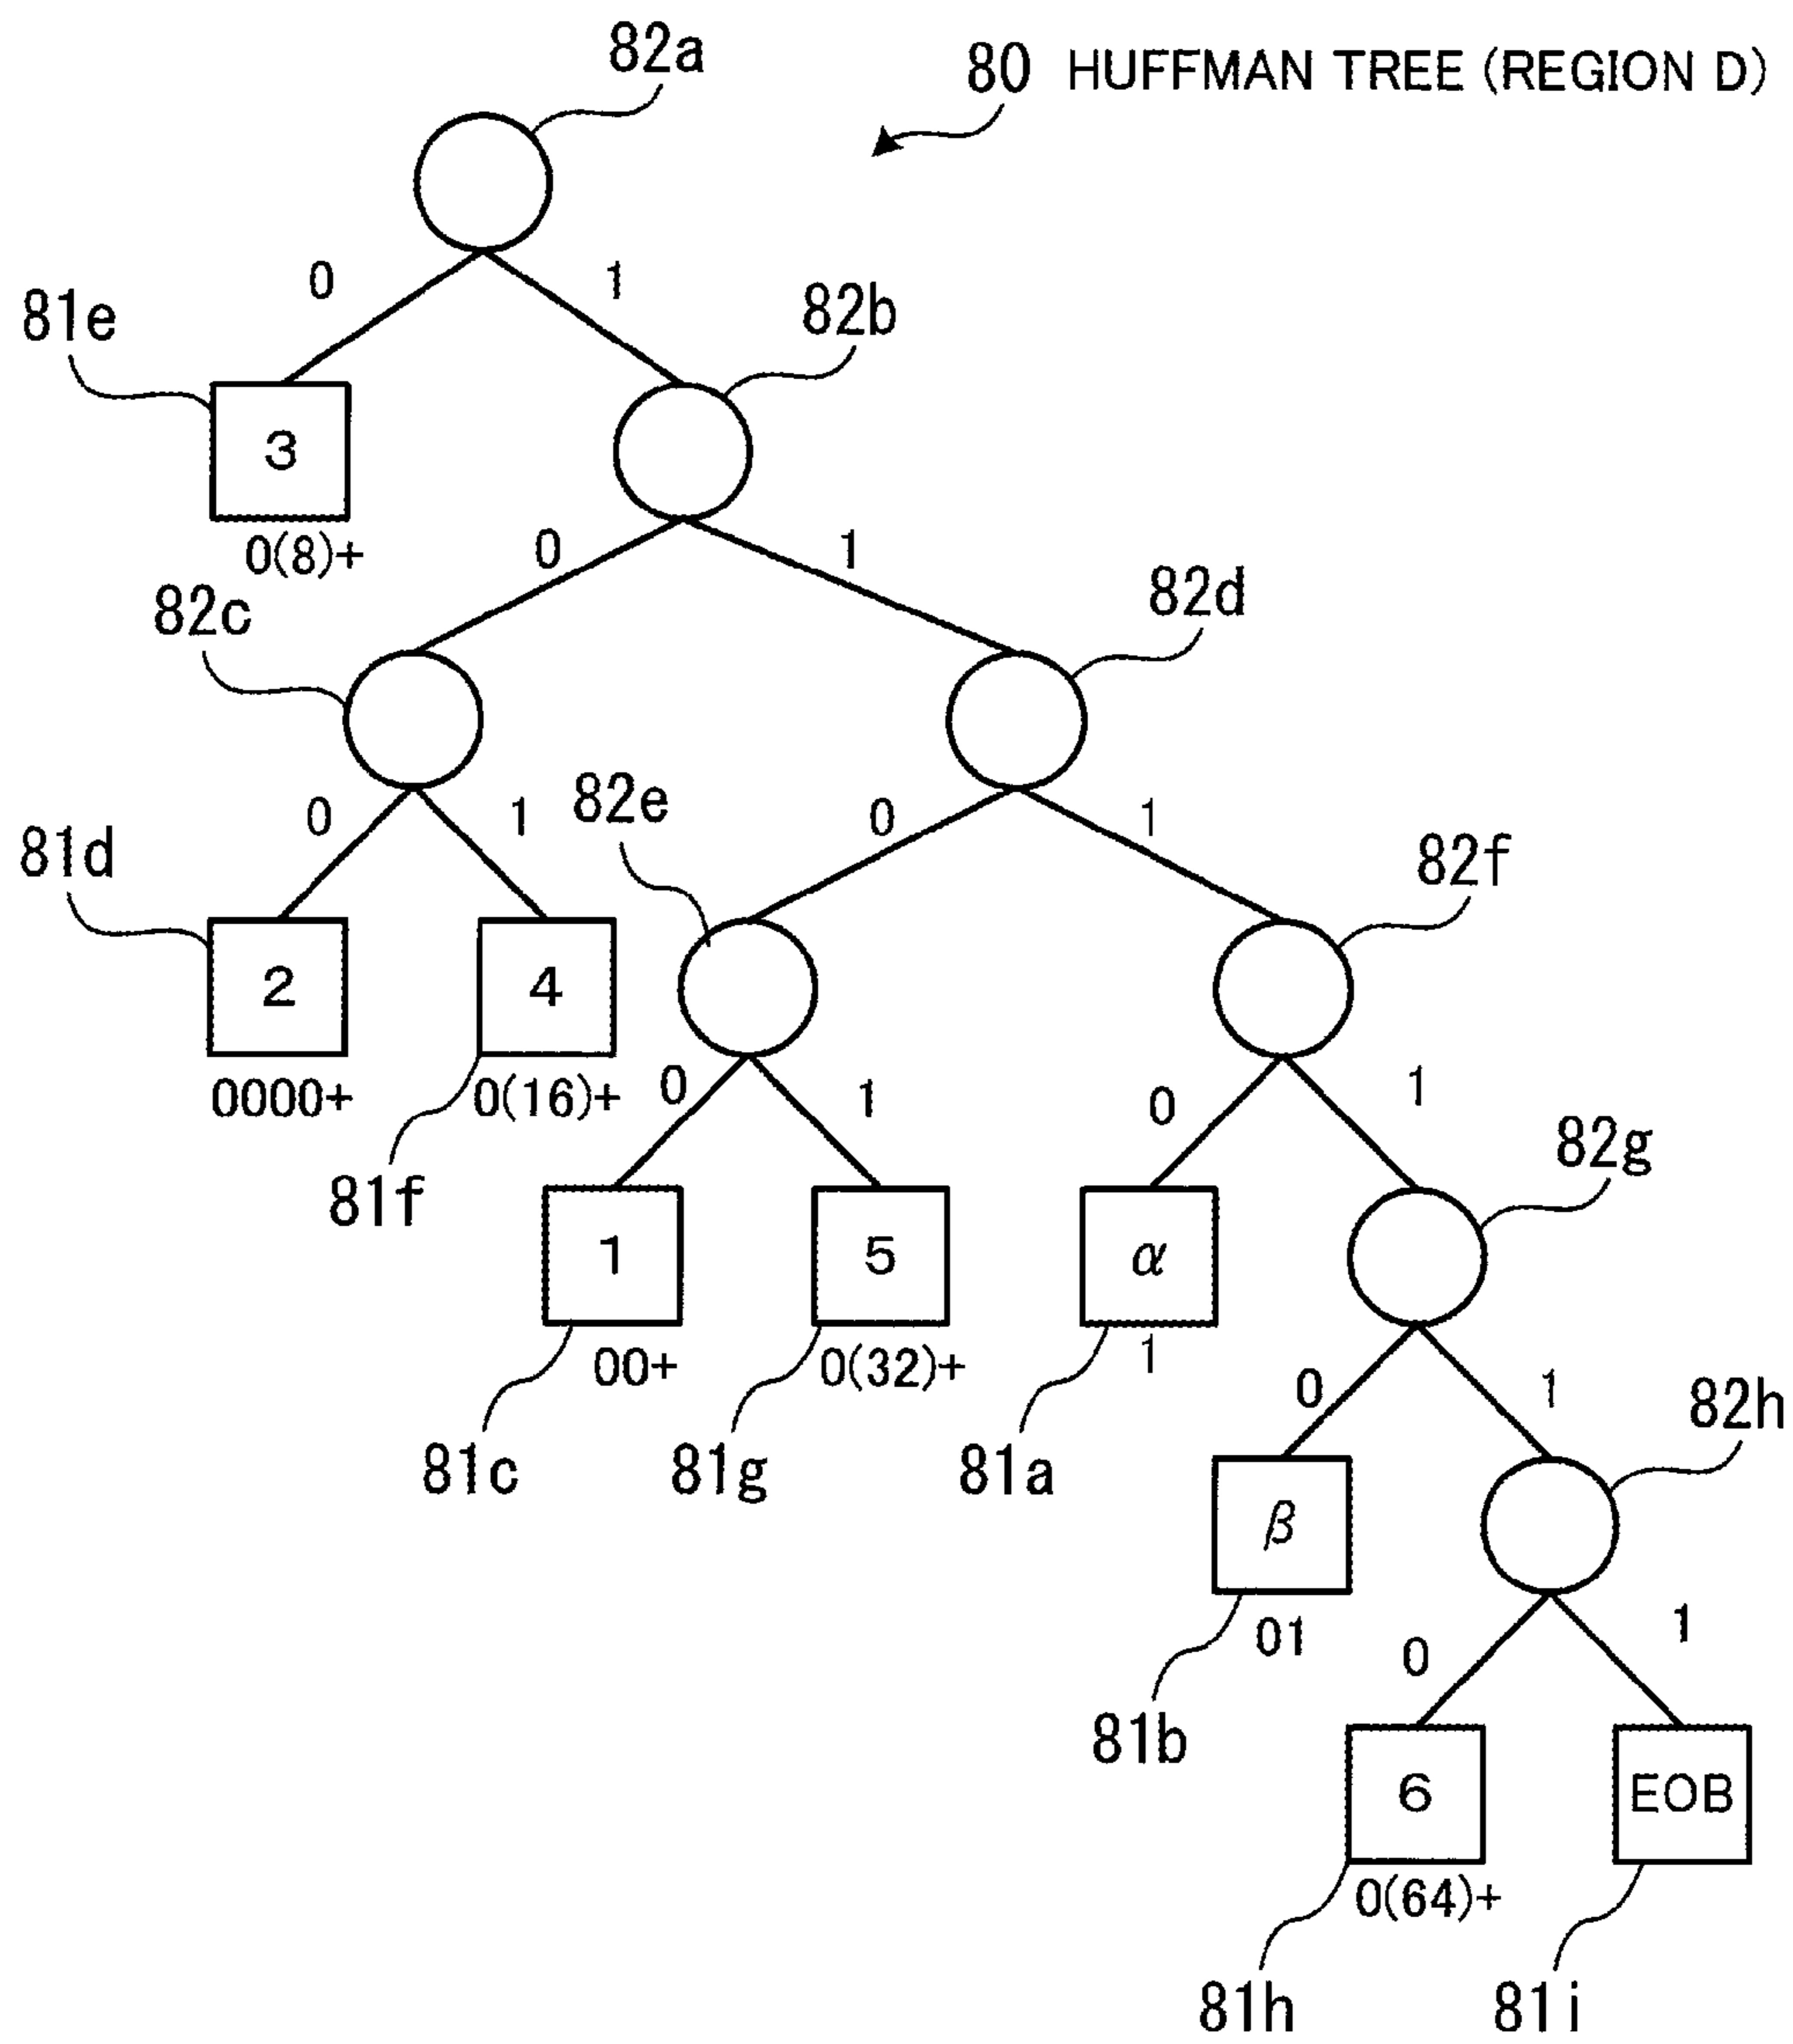 82a
80 HUFFMAN TREE (REGION D)
0 1
81e 82b
3
0(8)+
0 1
82c 82d
0 1 82e 0 1
81d 82f
2 4
0000+ 0(16)+ 0 1 0 1
81f 82g
1 5 α
00+ 0(32)+ 1 0 1
81c 81g 81a 82h
β
01 0 1
81b
6 EOB
0(64)+
81h 81i